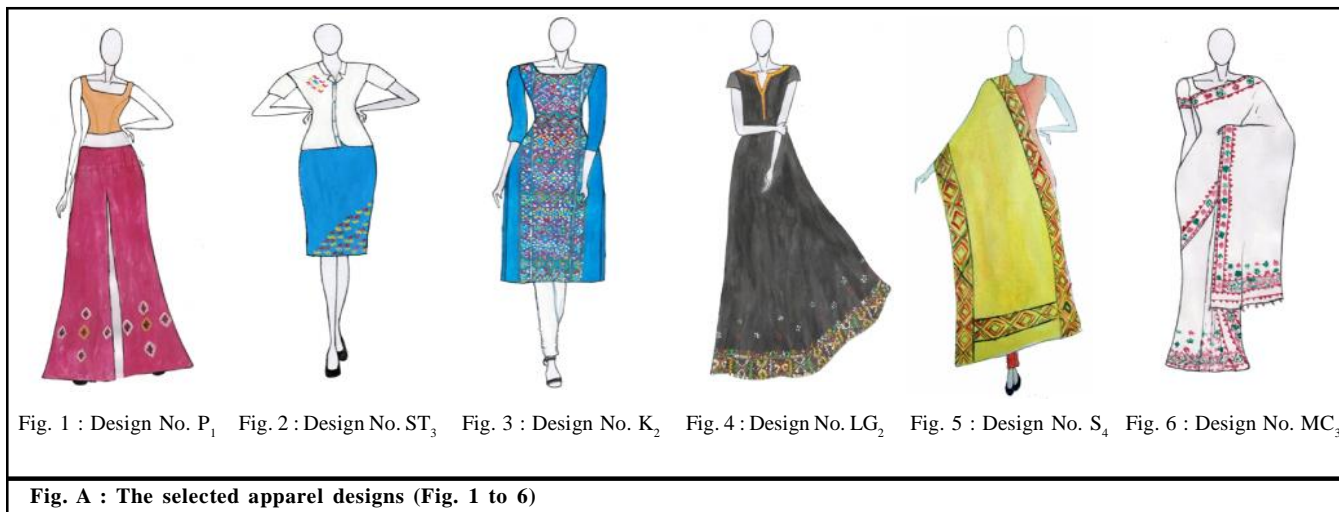 Fig. 1 : Design No. P₁ Fig. 2 : Design No. ST₃ Fig. 3 : Design No. K₂ Fig. 4 : Design No. LG₂ Fig. 5 : Design No. S₄ Fig. 6 : Design No. MC₃
Fig. A : The selected apparel designs (Fig. 1 to 6)